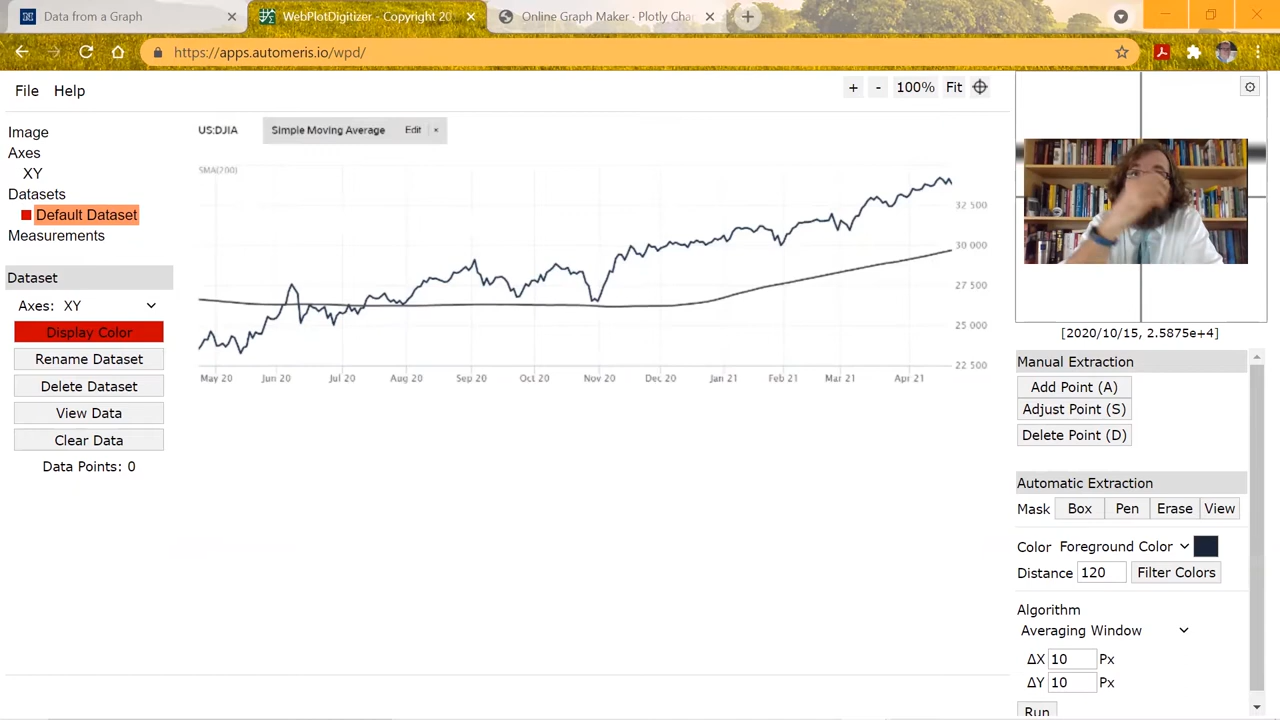 Data from a Graph
WebPlotDigitizer - Copyright 20
Online Graph Maker · Plotly Cha
https://apps.automeris.io/wpd/
File Help
+ - 100% Fit
Image
Axes
XY
Datasets
Default Dataset
Measurements
Dataset
Axes: XY
Display Color
Rename Dataset
Delete Dataset
View Data
Clear Data
Data Points: 0
US:DJIA Simple Moving Average Edit ×
SMA(200)
32 500
30 000
27 500
25 000
22 500
May 20 Jun 20 Jul 20 Aug 20 Sep 20 Oct 20 Nov 20 Dec 20 Jan 21 Feb 21 Mar 21 Apr 21
[2020/10/15, 2.5875e+4]
Manual Extraction
Add Point (A)
Adjust Point (S)
Delete Point (D)
Automatic Extraction
Mask Box Pen Erase View
Color Foreground Color
Distance 120 Filter Colors
Algorithm
Averaging Window
ΔX 10 Px
ΔY 10 Px
Run